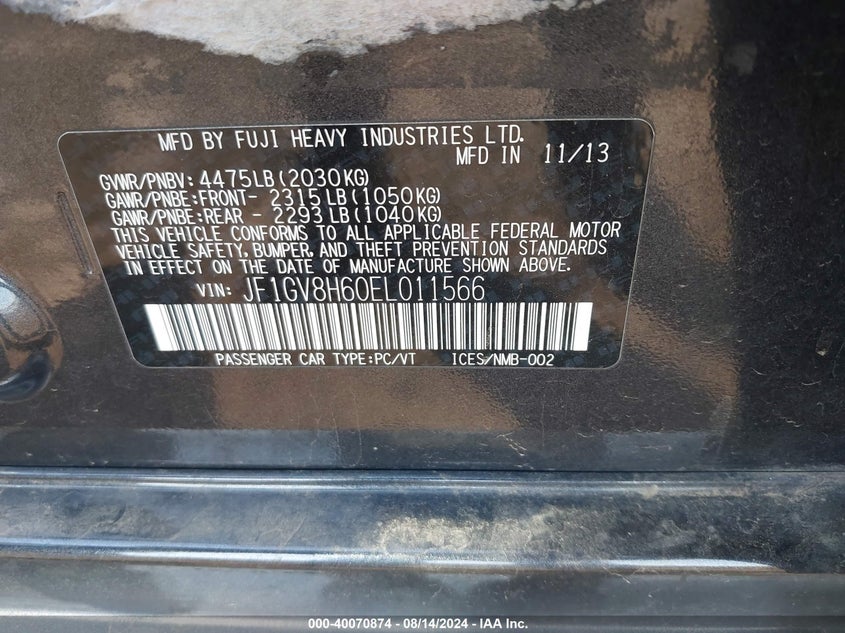 MFD BY FUJI HEAVY INDUSTRIES LTD.
MFD IN 11/13
GVWR/PNBV: 4475LB(2030KG)
GAWR/PNBE:FRONT- 2315LB(1050KG)
GAWR/PNBE:REAR - 2293LB(1040KG)
THIS VEHICLE CONFORMS TO ALL APPLICABLE FEDERAL MOTOR
VEHICLE SAFETY, BUMPER, AND THEFT PREVENTION STANDARDS
IN EFFECT ON THE DATE OF MANUFACTURE SHOWN ABOVE.
VIN: JF1GV8H60EL011566
PASSENGER CAR TYPE:PC/VT ICES/NMB-002
000-40070874 - 08/14/2024 - IAA Inc.